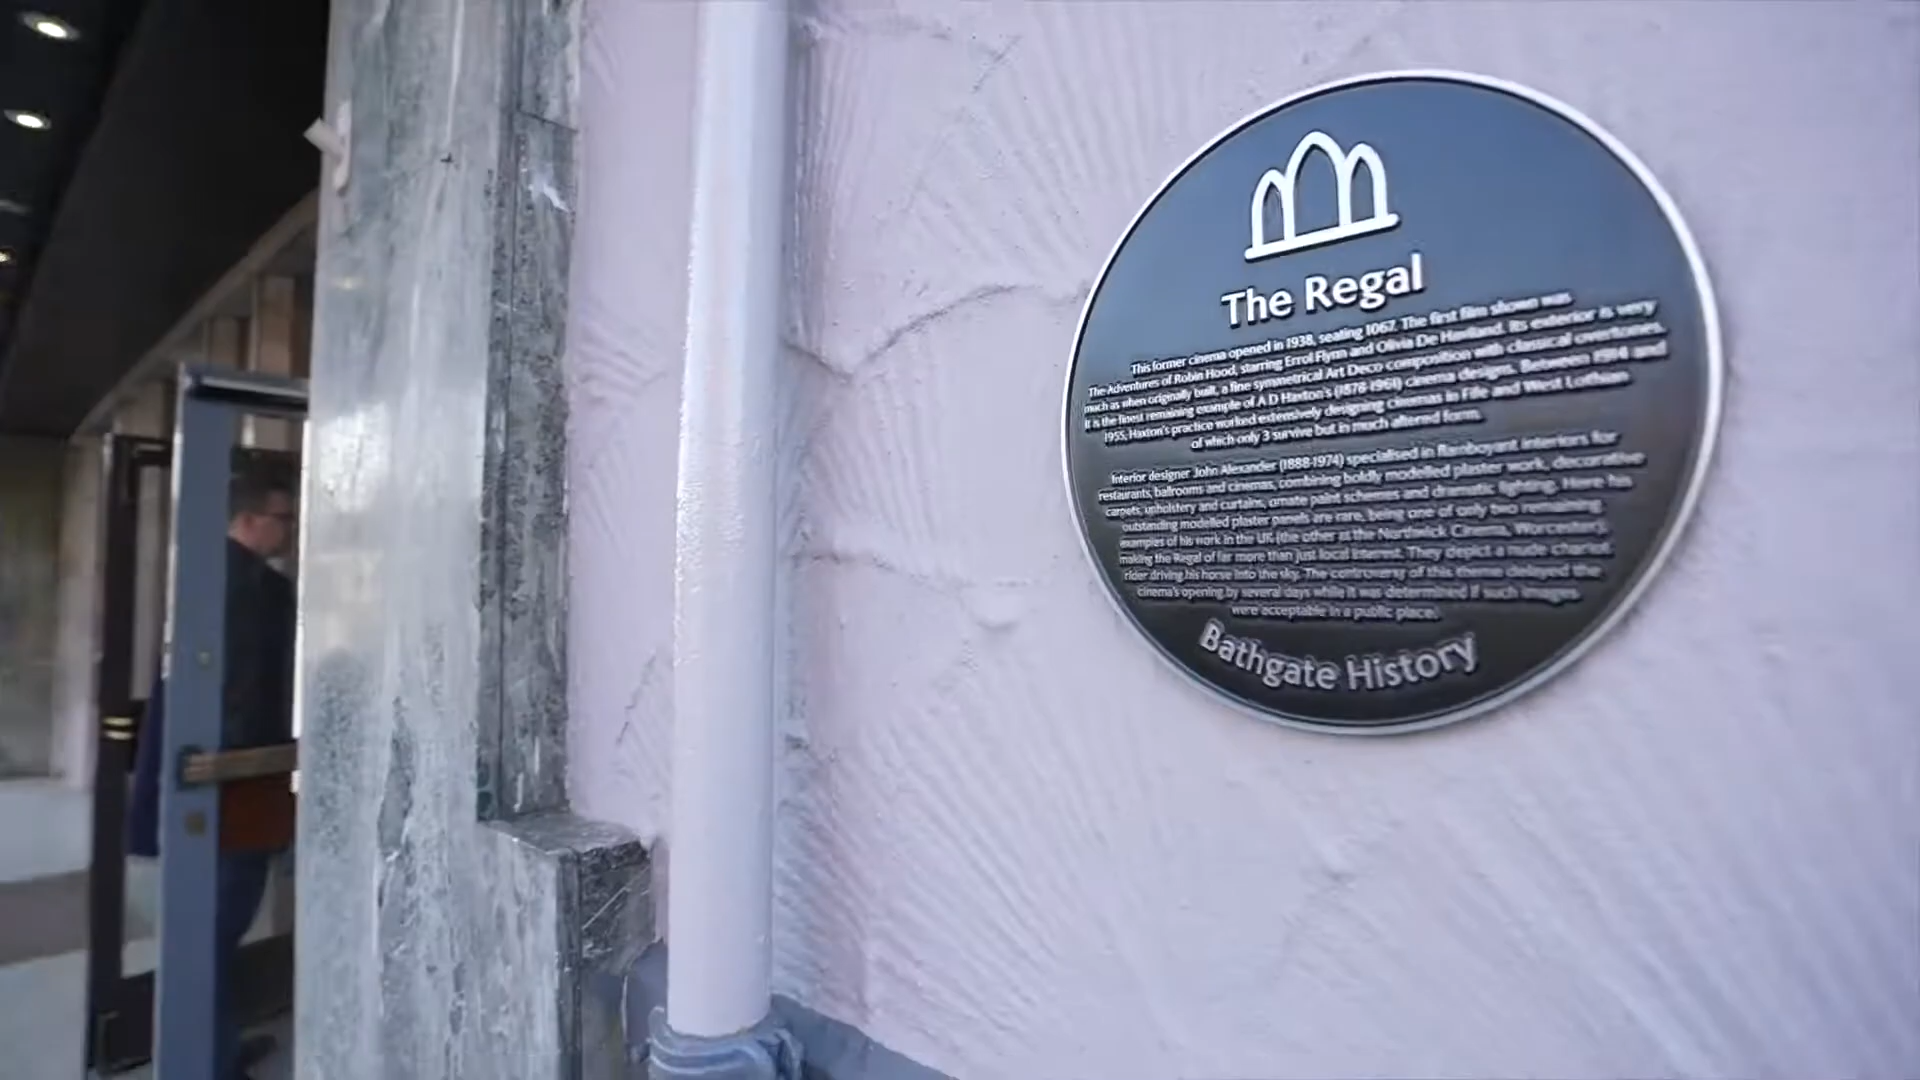 The Regal
This former cinema opened in 1938, seating 1067. The first film shown was
The Adventures of Robin Hood, starring Errol Flynn and Olivia De Havilland. Its exterior is very
much as when originally built, a fine symmetrical Art Deco composition with classical overtones.
It is the finest remaining example of A.D Haxton's (1878-1961) cinema designs. Between 1914 and
1955, Haxton's practice worked extensively designing cinemas in Fife and West Lothian
of which only 3 survive but in much altered form.
Interior designer John Alexander (1888-1974) specialised in flamboyant interiors for
restaurants, ballrooms and cinemas, combining boldly modelled plaster work, decorative
carpets, upholstery and curtains, ornate paint schemes and dramatic lighting. Here his
outstanding modelled plaster panels are rare, being one of only two remaining
examples of his work in the UK (the other at the Northwick Cinema, Worcester),
making the Regal of far more than just local interest. They depict a nude chariot
rider driving his horse into the sky. The controversy of this theme delayed the
cinema's opening by several days while it was determined if such images
were acceptable in a public place.
Bathgate History